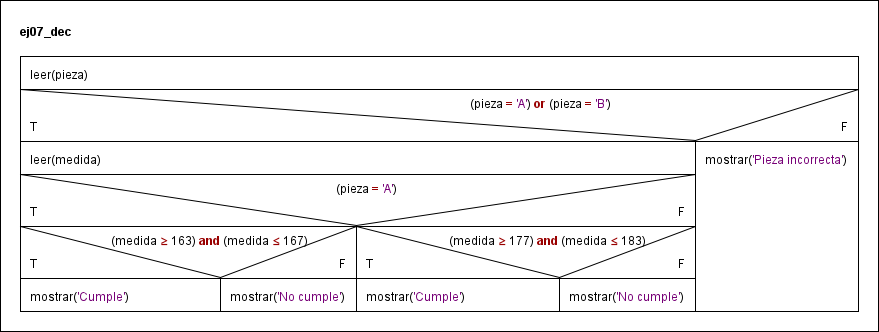 ej07_dec
leer(pieza)
(pieza = 'A') or (pieza = 'B')
T
F
leer(medida)
mostrar('Pieza incorrecta')
(pieza = 'A')
T
F
(medida ≥ 163) and (medida ≤ 167)
(medida ≥ 177) and (medida ≤ 183)
T
F
T
F
mostrar('Cumple')
mostrar('No cumple')
mostrar('Cumple')
mostrar('No cumple')